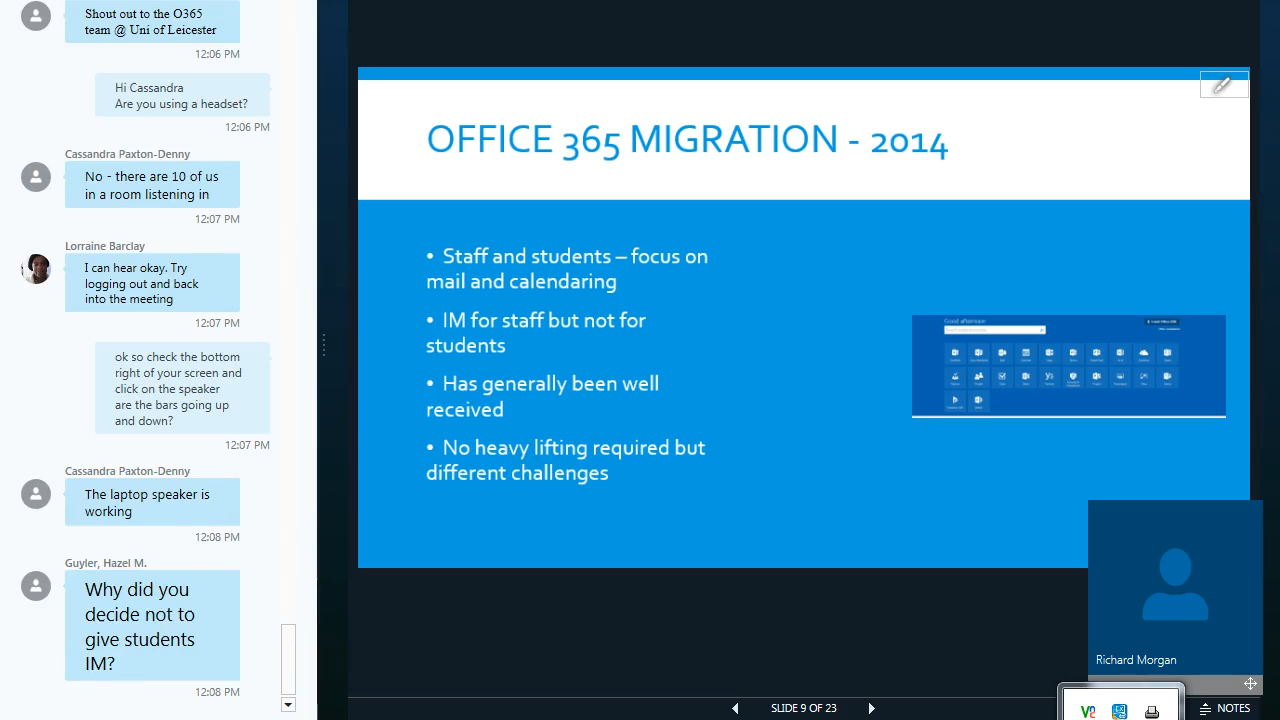 Shout out to the O365
team @ Uni of Leicester
12:06 PM
Hi Cassandra
Are you using a headset?
12:06 PM
Cassandra Paxton-Denny
No - there are 10 of us
in a room listening in
12:07 PM
Lorraine Barclay
I can hear okay. Try
logging out and back
into the meeting
12:07 PM
ok so check the bottom
right of your screen and
click on the speaker
are the bars going up
and down?
12:07 PM
Cassandra Paxton-Denny
The laptop speaker is
working
12:08 PM
Guyler, Hazel M.
Why did you
decide not to
give students
IM?
12:08 PM
OFFICE 365 MIGRATION - 2014
• Staff and students – focus on
mail and calendaring
• IM for staff but not for
students
• Has generally been well
received
• No heavy lifting required but
different challenges
Good afternoon
Richard Morgan
SLIDE 9 OF 23
NOTES